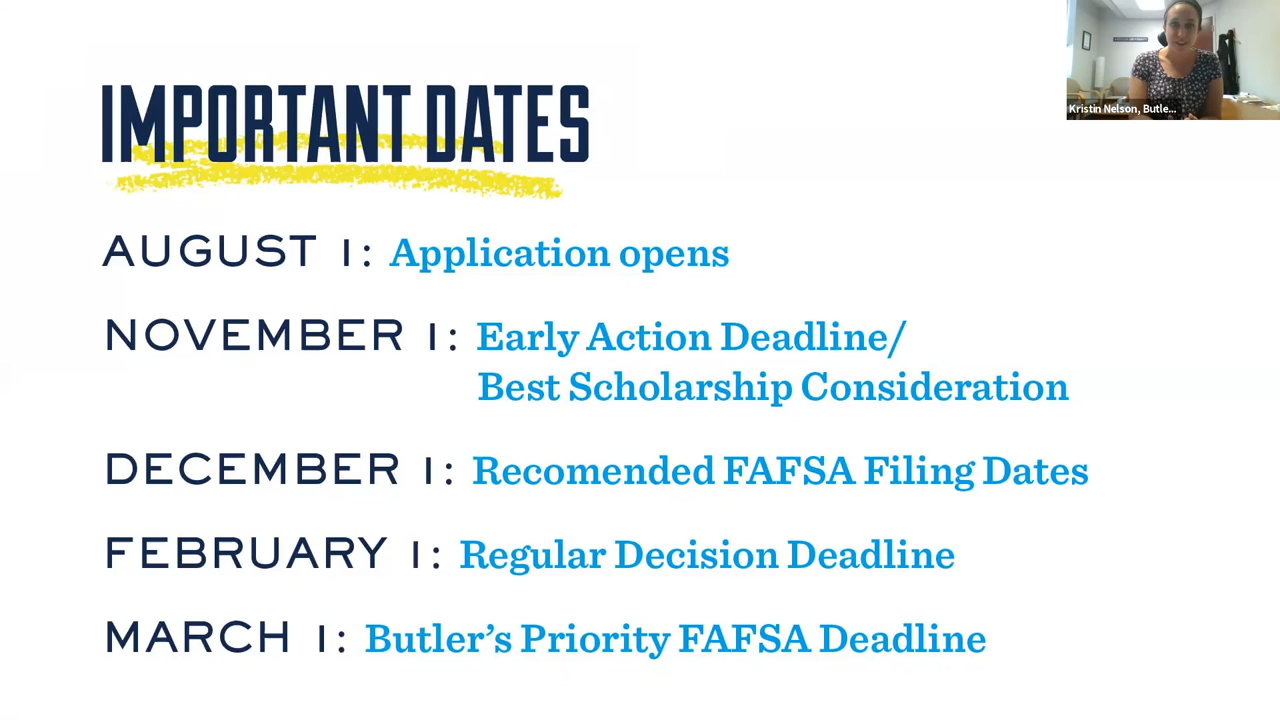 IMPORTANT DATES
Kristin Nelson, Butle...
AUGUST 1: Application opens
NOVEMBER 1: Early Action Deadline/
Best Scholarship Consideration
DECEMBER 1: Recomended FAFSA Filing Dates
FEBRUARY 1: Regular Decision Deadline
MARCH 1: Butler’s Priority FAFSA Deadline